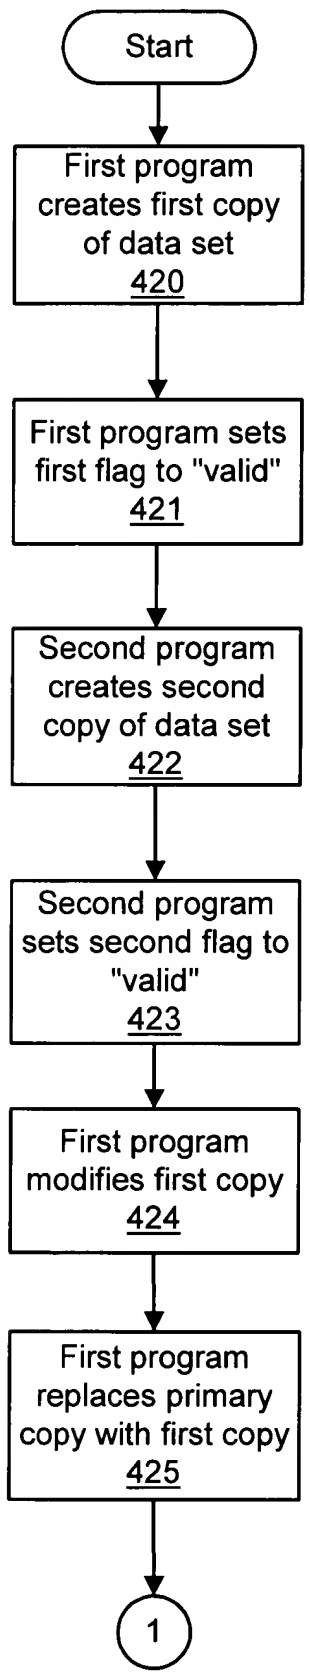 Start
First program
creates first copy
of data set
420
First program sets
first flag to "valid"
421
Second program
creates second
copy of data set
422
Second program
sets second flag to
"valid"
423
First program
modifies first copy
424
First program
replaces primary
copy with first copy
425
1